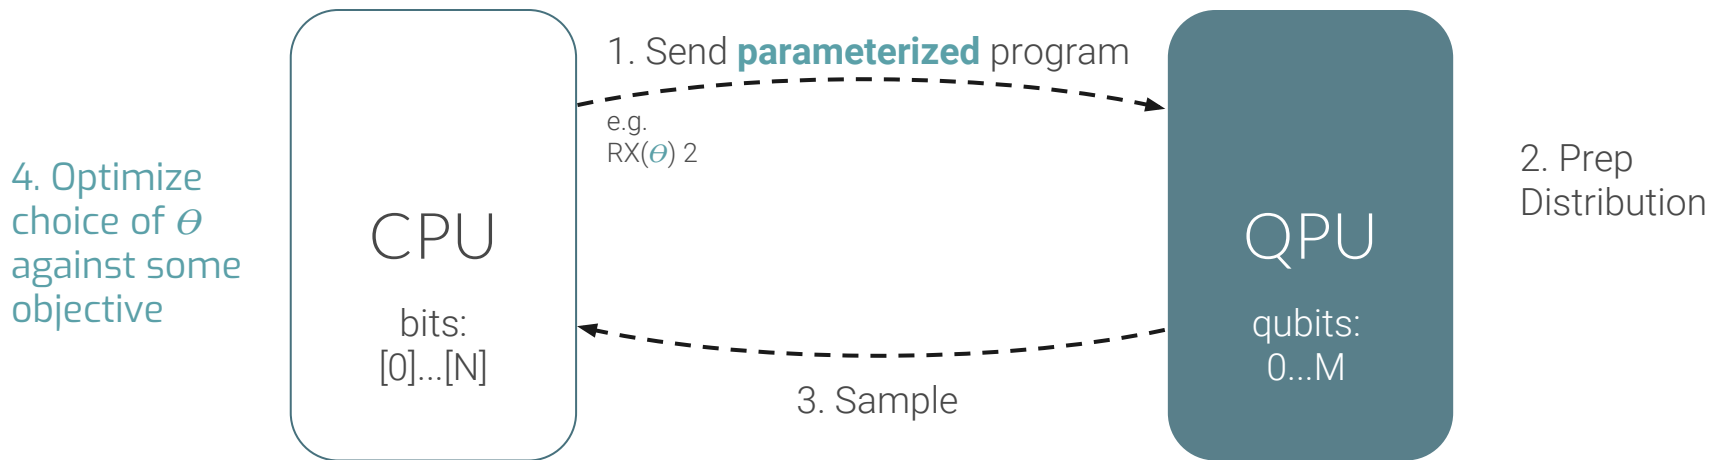 1. Send parameterized program
e.g.
RX(θ) 2
4. Optimize
choice of θ
against some
objective
CPU
bits:
[0]...[N]
QPU
qubits:
0...M
2. Prep
Distribution
3. Sample